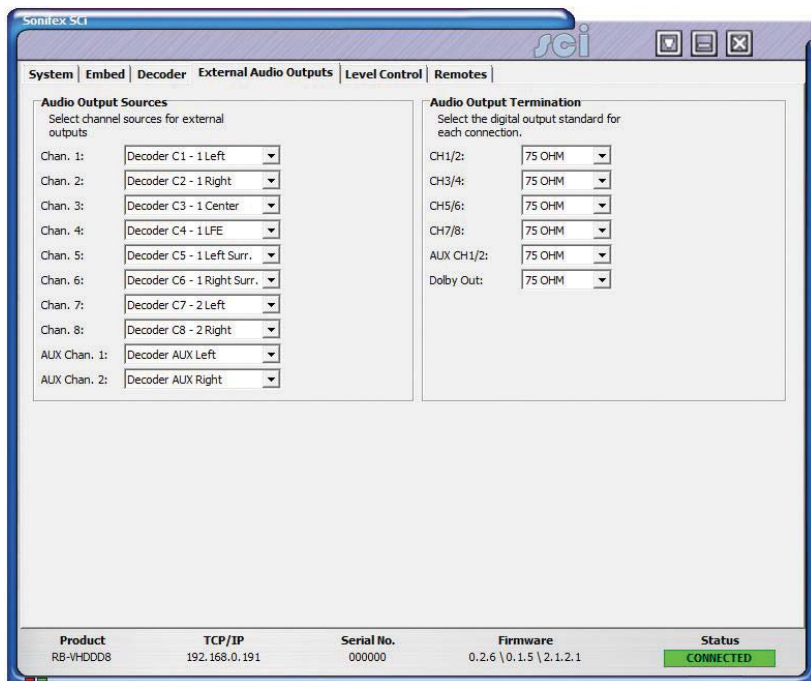 Sonifex SCi
sci
System | Embed | Decoder | External Audio Outputs | Level Control | Remotes |
Audio Output Sources
Select channel sources for external
outputs
Chan. 1: Decoder C1 - 1 Left
Chan. 2: Decoder C2 - 1 Right
Chan. 3: Decoder C3 - 1 Center
Chan. 4: Decoder C4 - 1 LFE
Chan. 5: Decoder C5 - 1 Left Surr.
Chan. 6: Decoder C6 - 1 Right Surr.
Chan. 7: Decoder C7 - 2 Left
Chan. 8: Decoder C8 - 2 Right
AUX Chan. 1: Decoder AUX Left
AUX Chan. 2: Decoder AUX Right
Audio Output Termination
Select the digital output standard for
each connection.
CH1/2: 75 OHM
CH3/4: 75 OHM
CH5/6: 75 OHM
CH7/8: 75 OHM
AUX CH1/2: 75 OHM
Dolby Out: 75 OHM
Product TCP/IP Serial No. Firmware Status
RB-VHDDD8 192.168.0.191 000000 0.2.6 \ 0.1.5 \ 2.1.2.1 CONNECTED